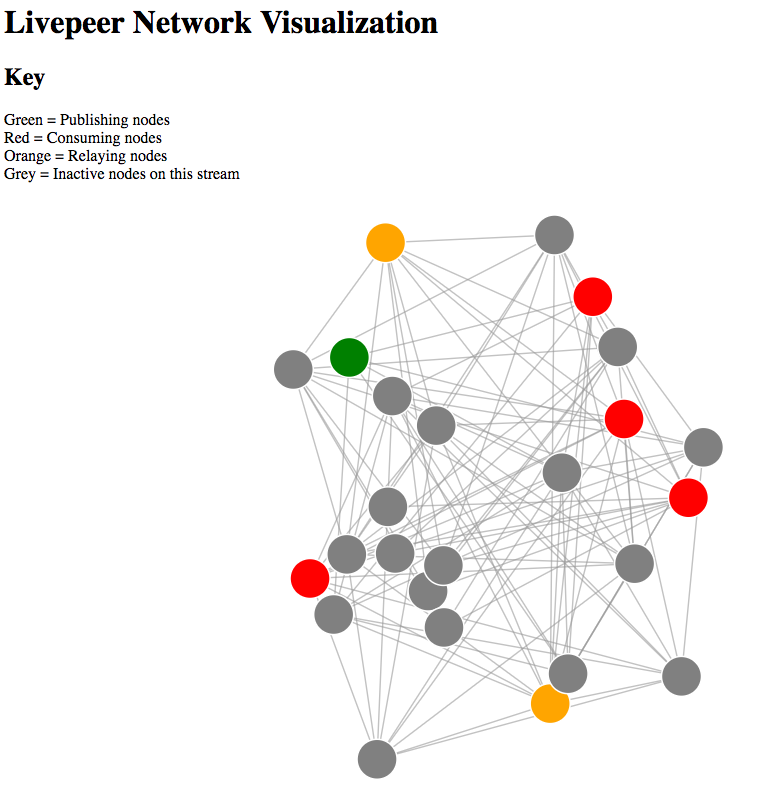 Livepeer Network Visualization
Key
Green = Publishing nodes
Red = Consuming nodes
Orange = Relaying nodes
Grey = Inactive nodes on this stream